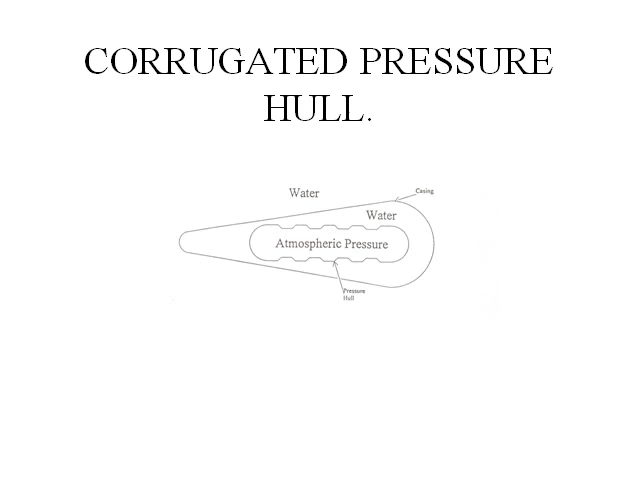 CORRUGATED PRESSURE
HULL.
Water
Casing
Water
Atmospheric Pressure
Pressure
Hull